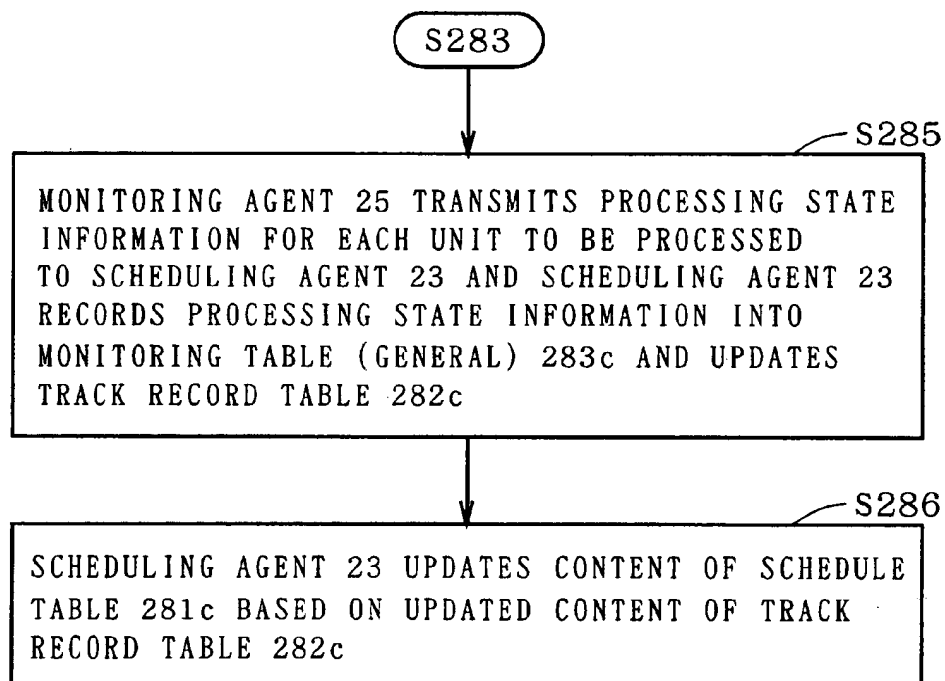 S283
S285
MONITORING AGENT 25 TRANSMITS PROCESSING STATE
INFORMATION FOR EACH UNIT TO BE PROCESSED
TO SCHEDULING AGENT 23 AND SCHEDULING AGENT 23
RECORDS PROCESSING STATE INFORMATION INTO
MONITORING TABLE (GENERAL) 283c AND UPDATES
TRACK RECORD TABLE 282c
S286
SCHEDULING AGENT 23 UPDATES CONTENT OF SCHEDULE
TABLE 281c BASED ON UPDATED CONTENT OF TRACK
RECORD TABLE 282c